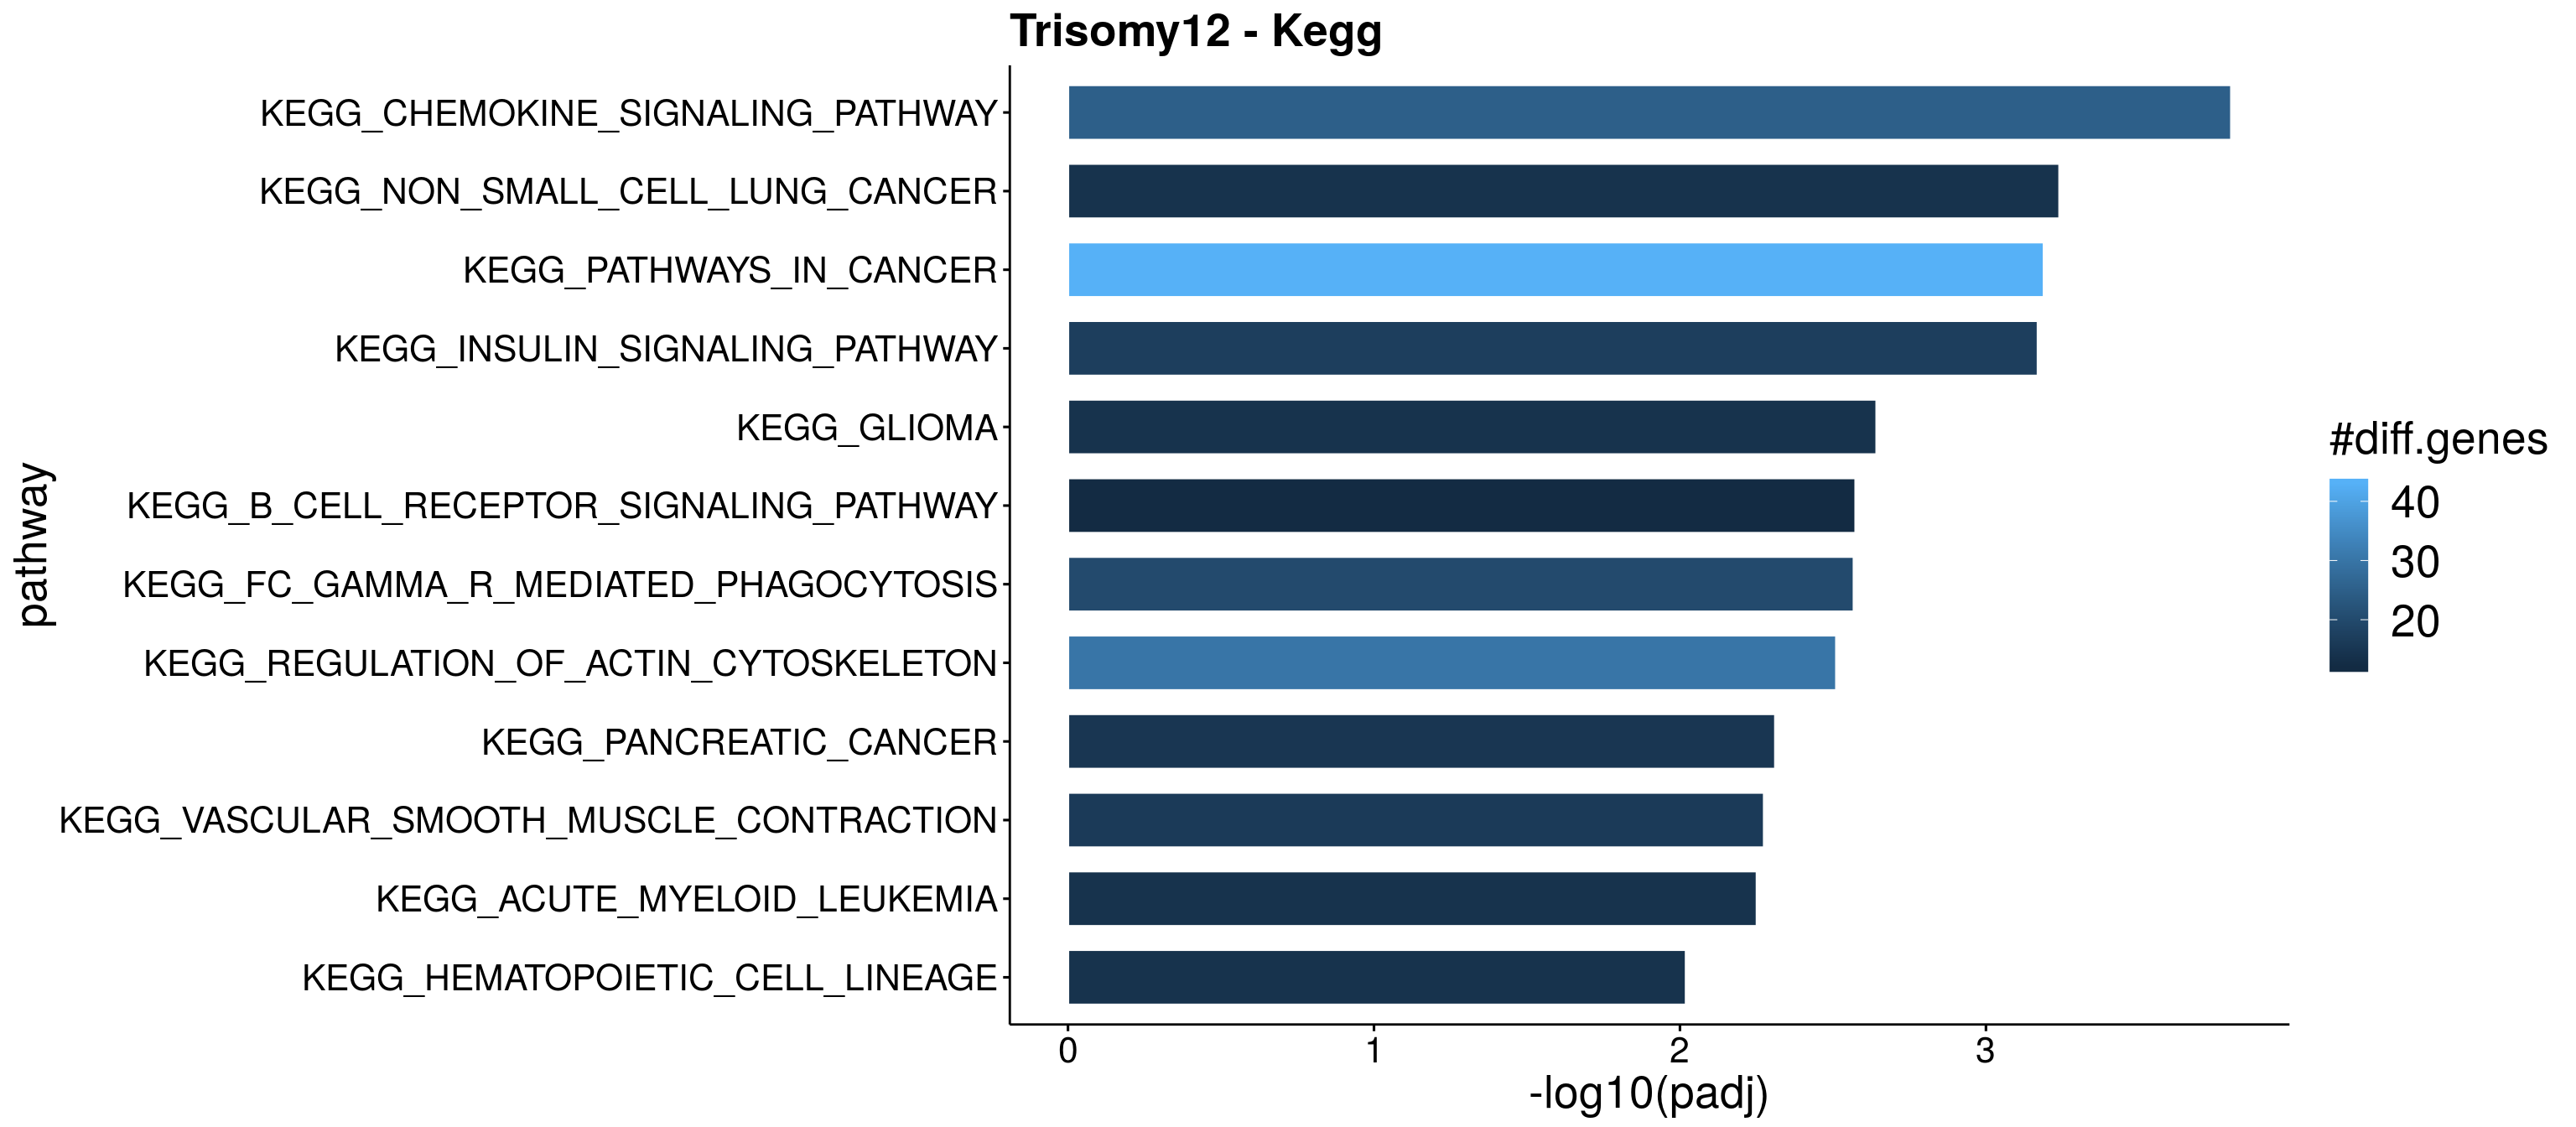 Trisomy12 - Kegg
KEGG_CHEMOKINE_SIGNALING_PATHWAY
KEGG_NON_SMALL_CELL_LUNG_CANCER
KEGG_PATHWAYS_IN_CANCER
KEGG_INSULIN_SIGNALING_PATHWAY
KEGG_GLIOMA
KEGG_B_CELL_RECEPTOR_SIGNALING_PATHWAY
KEGG_FC_GAMMA_R_MEDIATED_PHAGOCYTOSIS
KEGG_REGULATION_OF_ACTIN_CYTOSKELETON
KEGG_PANCREATIC_CANCER
KEGG_VASCULAR_SMOOTH_MUSCLE_CONTRACTION
KEGG_ACUTE_MYELOID_LEUKEMIA
KEGG_HEMATOPOIETIC_CELL_LINEAGE
pathway
0 1 2 3
-log10(padj)
#diff.genes
40
30
20